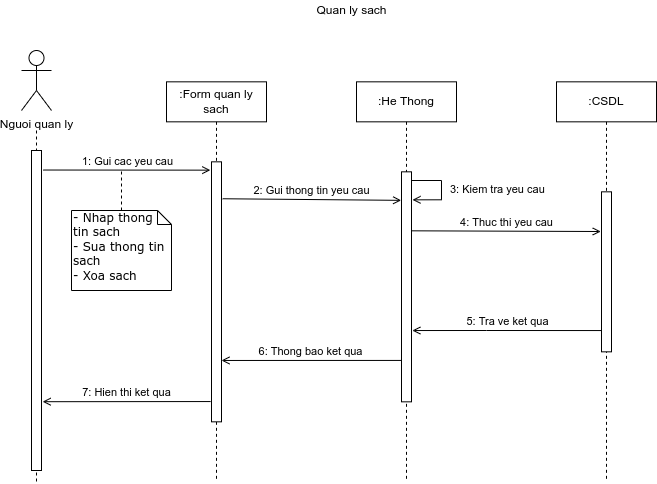 Quan ly sach
Nguoi quan ly
:Form quan ly
sach
:He Thong
:CSDL
1: Gui cac yeu cau
2: Gui thong tin yeu cau
3: Kiem tra yeu cau
- Nhap thong
tin sach
- Sua thong tin
sach
- Xoa sach
4: Thuc thi yeu cau
5: Tra ve ket qua
6: Thong bao ket qua
7: Hien thi ket qua